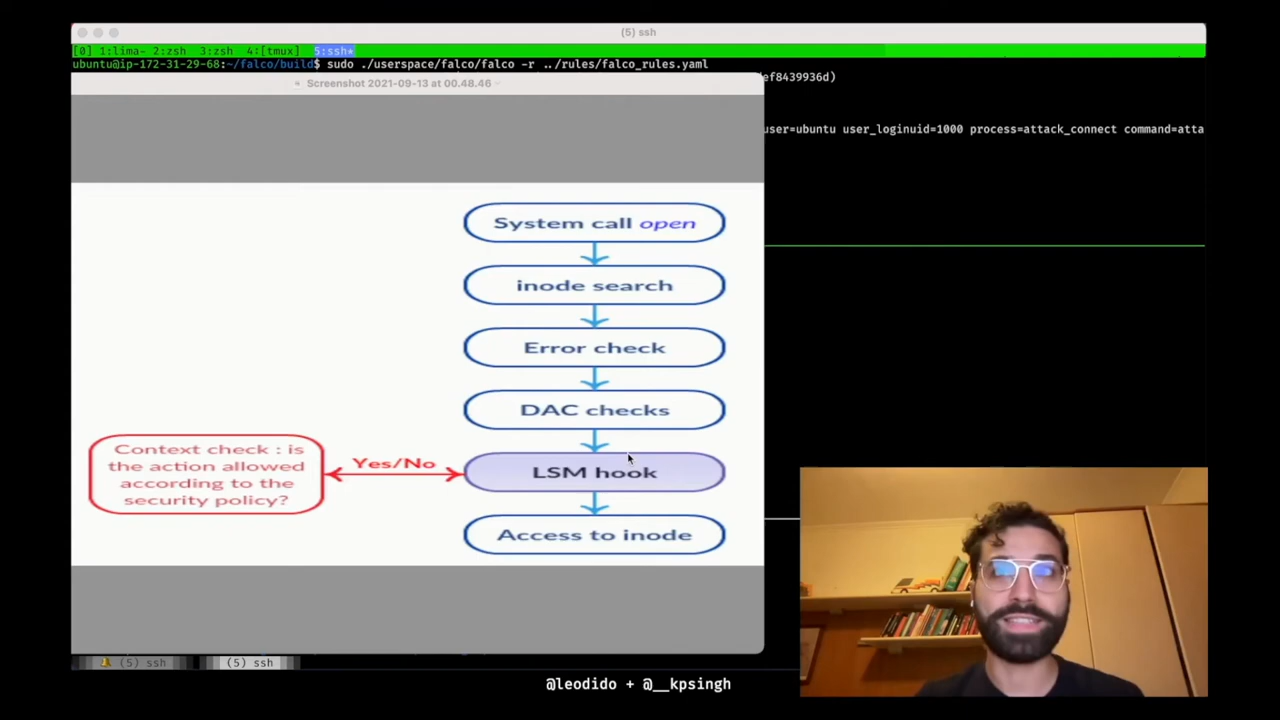 (5) ssh
[0] 1:lima- 2:zsh 3:zsh 4:[tmux] 5:ssh*
ubuntu@ip-172-31-29-68:~/falco/build$ sudo ./userspace/falco/falco -r ../rules/falco_rules.yaml
ef8439936d)
Screenshot 2021-09-13 at 00.48.46
user=ubuntu user_loginuid=1000 process=attack_connect command=atta
System call open
inode search
Error check
DAC checks
Context check : is
the action allowed
according to the
security policy?
Yes/No
LSM hook
Access to inode
(5) ssh
(5) ssh
@leodido + @__kpsingh